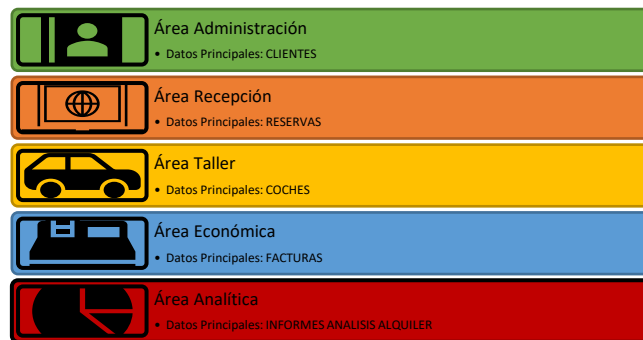 Área Administración
• Datos Principales: CLIENTES
Área Recepción
• Datos Principales: RESERVAS
Área Taller
• Datos Principales: COCHES
Área Económica
• Datos Principales: FACTURAS
Área Analítica
• Datos Principales: INFORMES ANALISIS ALQUILER